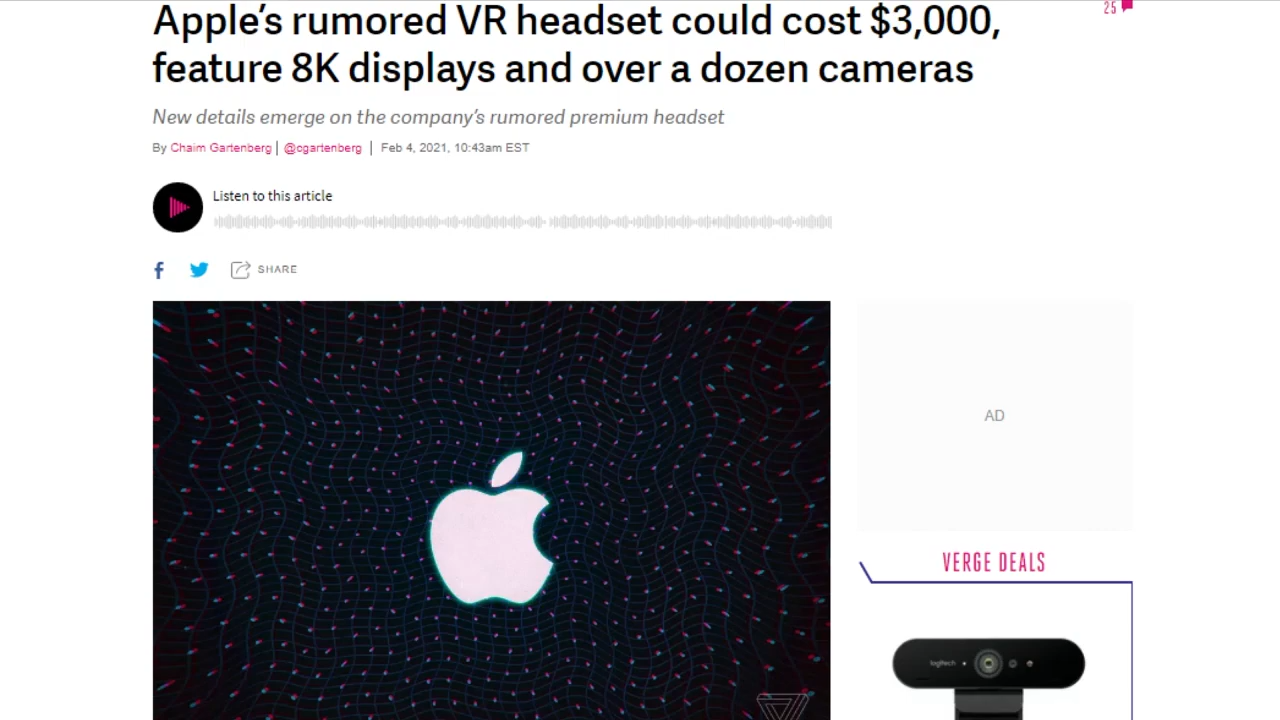 Apple's rumored VR headset could cost $3,000,
feature 8K displays and over a dozen cameras
25
New details emerge on the company's rumored premium headset
By Chaim Gartenberg | @cgartenberg | Feb 4, 2021, 10:43am EST
Listen to this article
SHARE
AD
VERGE DEALS
logitech